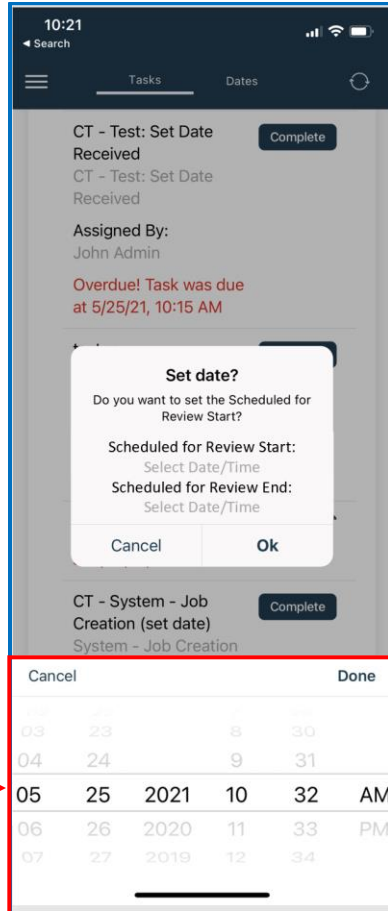 10:21
◄ Search
Tasks Dates
CT - Test: Set Date Received
Complete
CT - Test: Set Date
Received
Assigned By:
John Admin
Overdue! Task was due
at 5/25/21, 10:15 AM
Set date?
Do you want to set the Scheduled for
Review Start?
Scheduled for Review Start:
Select Date/Time
Scheduled for Review End:
Select Date/Time
Cancel Ok
CT - System - Job
Creation (set date)
Complete
System - Job Creation
Cancel Done
03 23 8 30
04 24 9 31
05 25 2021 10 32 AM
06 26 2020 11 33 PM
07 27 2019 12 34